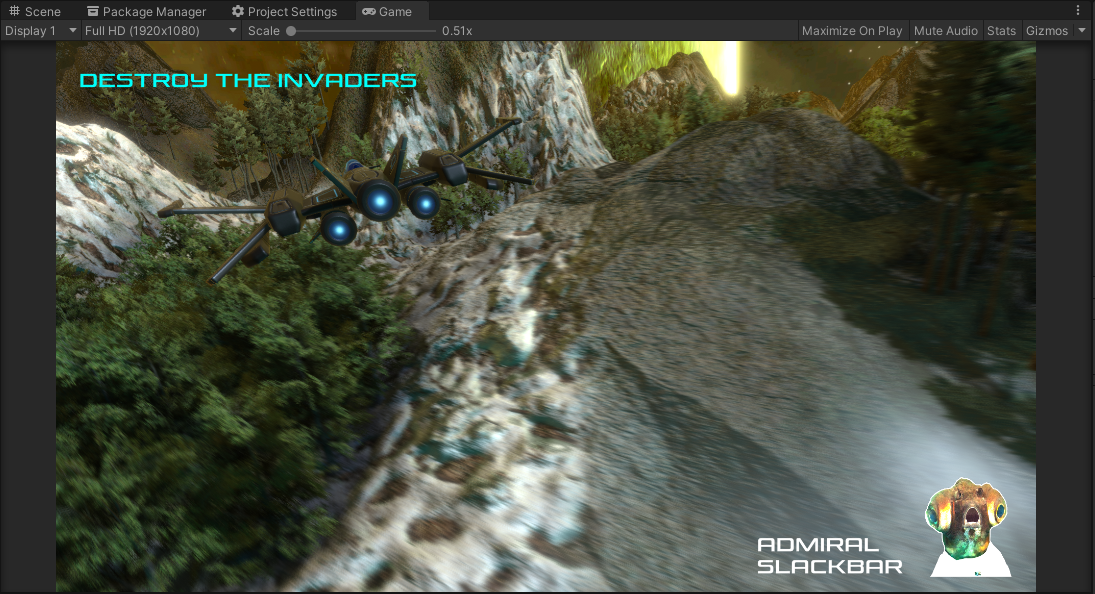 Scene Package Manager Project Settings Game
Display 1 Full HD (1920x1080) Scale 0.51x Maximize On Play Mute Audio Stats Gizmos
DESTROY THE INVADERS
ADMIRAL
SLACKBAR